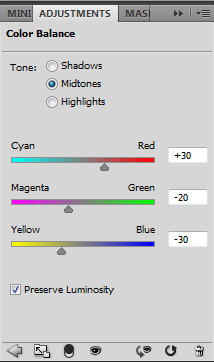 MINI ADJUSTMENTS MASK
Color Balance
Tone: Shadows
Midtones
Highlights
Cyan Red +30
Magenta Green -20
Yellow Blue -30
Preserve Luminosity